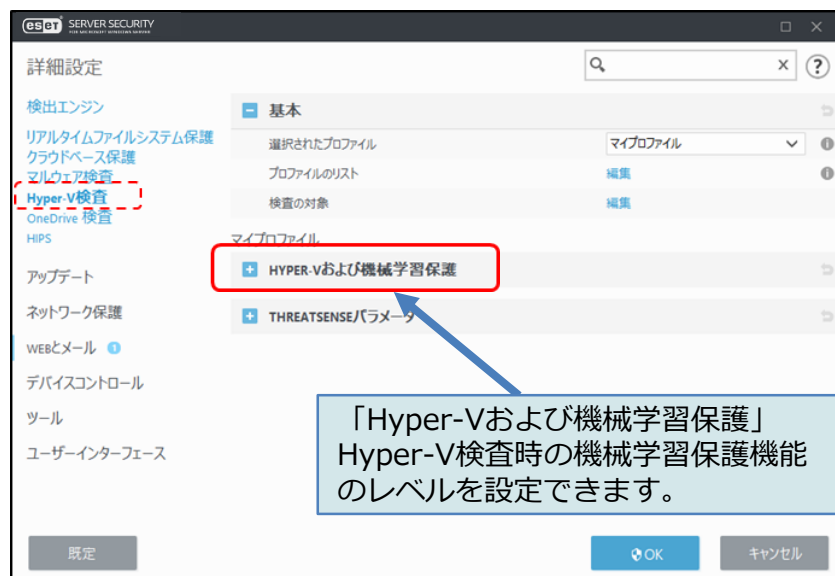 eset SERVER SECURITY
FOR MICROSOFT WINDOWS SERVER
詳細設定
検出エンジン
リアルタイムファイルシステム保護
クラウドベース保護
マルウェア検査
Hyper-V検査
OneDrive 検査
HIPS
アップデート
ネットワーク保護
WEBとメール 1
デバイスコントロール
ツール
ユーザーインターフェース
基本
選択されたプロファイル マイプロファイル
プロファイルのリスト 編集
検査の対象 編集
マイプロファイル
HYPER-Vおよび機械学習保護
THREATSENSEパラメータ
「Hyper-Vおよび機械学習保護」
Hyper-V検査時の機械学習保護機能
のレベルを設定できます。
既定
OK
キャンセル